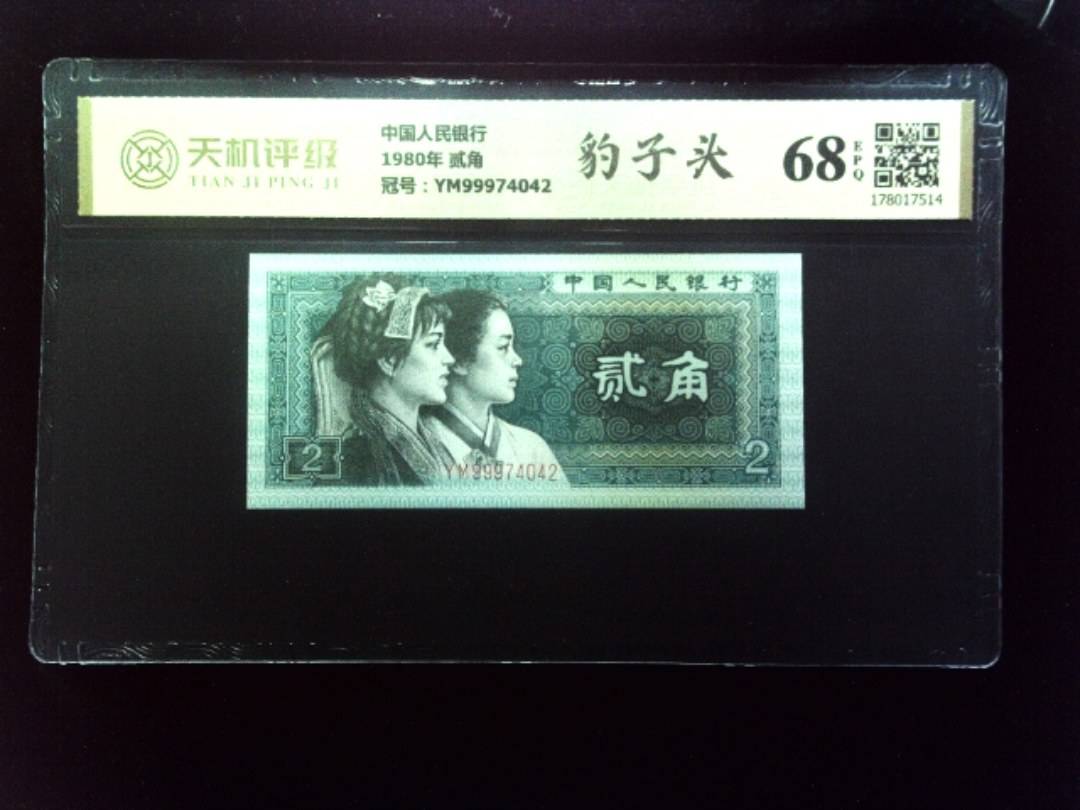 天机评级
TIAN JI PING JI
中国人民银行
1980年 贰角
冠号：YM99974042
豹子头
68
EPQ
178017514
中国人民银行
贰角
2
2
YM99974042